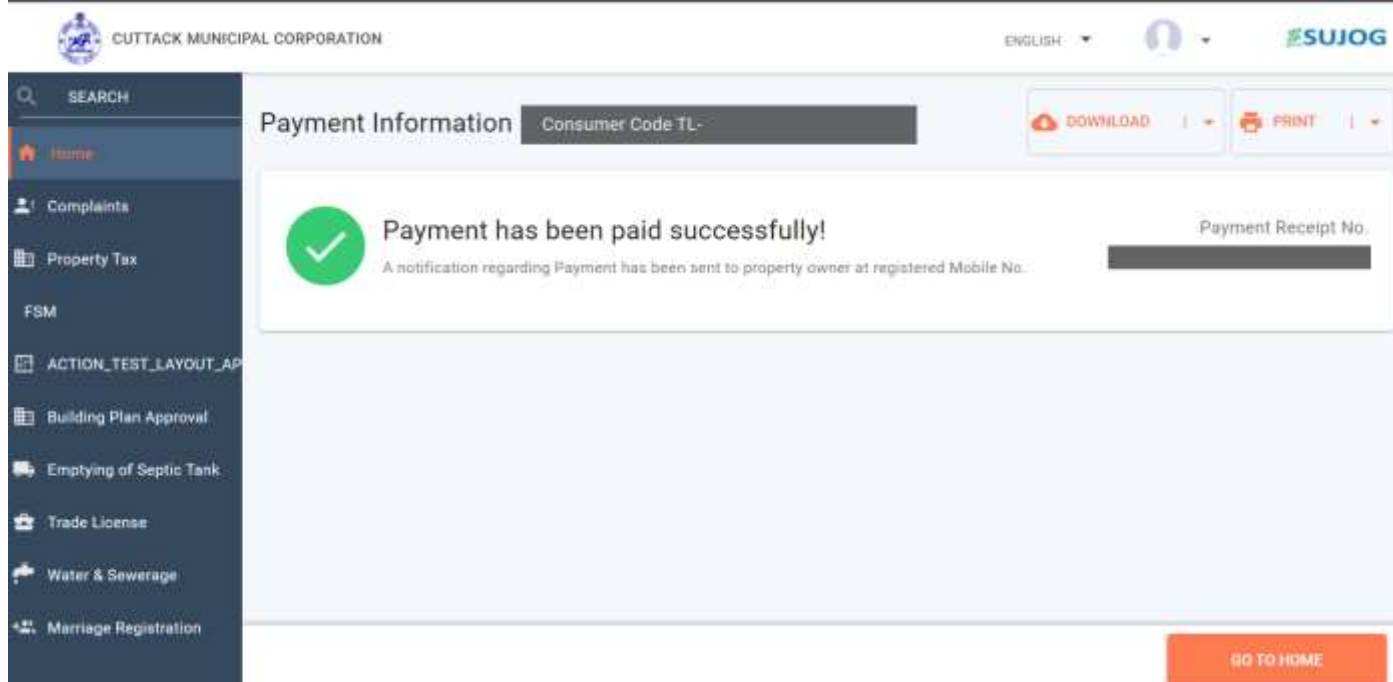 CUTTACK MUNICIPAL CORPORATION
ENGLISH
SUJOG
SEARCH
Home
Complaints
Property Tax
FSM
ACTION_TEST_LAYOUT_AP
Building Plan Approval
Emptying of Septic Tank
Trade License
Water & Sewerage
Marriage Registration
Payment Information
Consumer Code TL-
DOWNLOAD
PRINT
Payment has been paid successfully!
A notification regarding Payment has been sent to property owner at registered Mobile No.
Payment Receipt No.
GO TO HOME